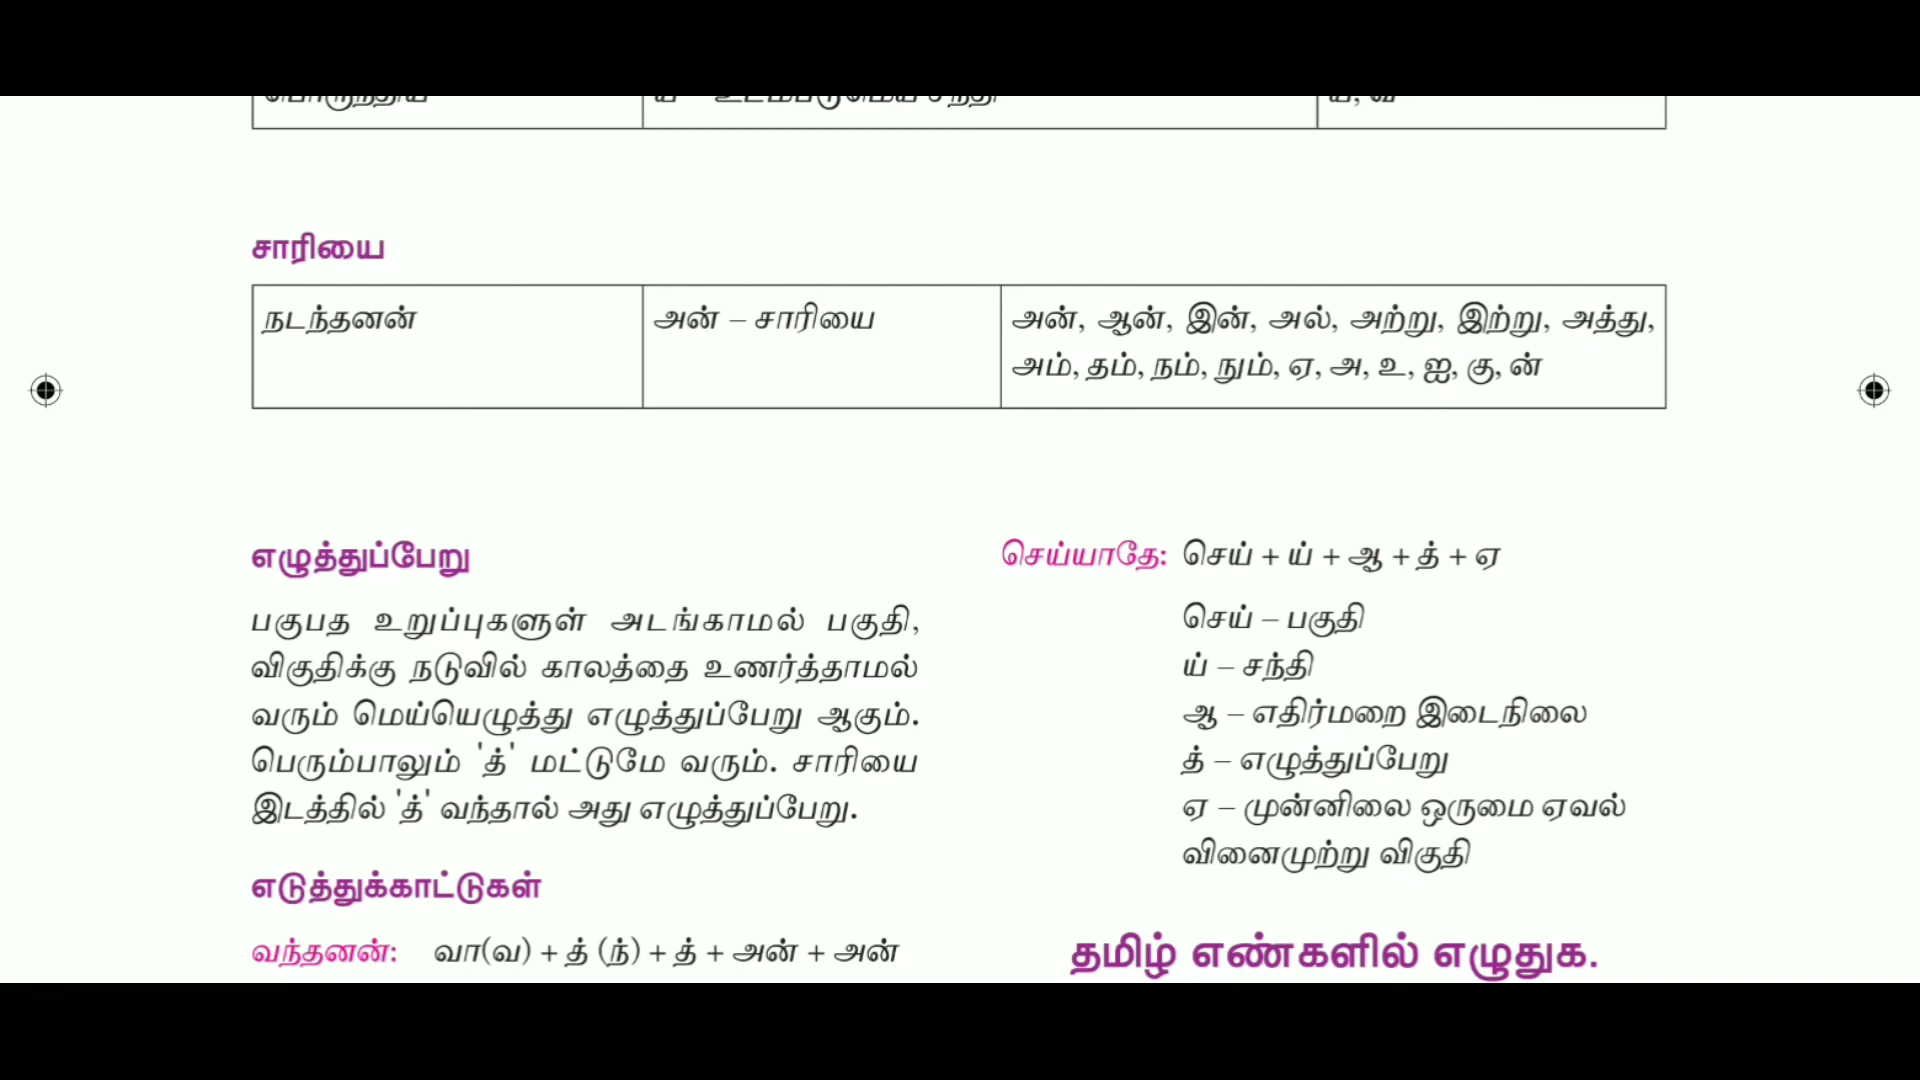 சாரியை
நடந்தனன்
அன் – சாரியை
அன், ஆன், இன், அல், அற்று, இற்று, அத்து,
அம், தம், நம், நும், ஏ, அ, உ, ஐ, கு, ன்
எழுத்துப்பேறு
பகுபத உறுப்புகளுள் அடங்காமல் பகுதி,
விகுதிக்கு நடுவில் காலத்தை உணர்த்தாமல்
வரும் மெய்யெழுத்து எழுத்துப்பேறு ஆகும்.
பெரும்பாலும் 'த்' மட்டுமே வரும். சாரியை
இடத்தில் 'த்' வந்தால் அது எழுத்துப்பேறு.
எடுத்துக்காட்டுகள்
வந்தனன்: வா(வ) + த் (ந்) + த் + அன் + அன்
செய்யாதே: செய் + ய் + ஆ + த் + ஏ
செய் – பகுதி
ய் – சந்தி
ஆ – எதிர்மறை இடைநிலை
த் – எழுத்துப்பேறு
ஏ – முன்னிலை ஒருமை ஏவல்
வினைமுற்று விகுதி
தமிழ் எண்களில் எழுதுக.